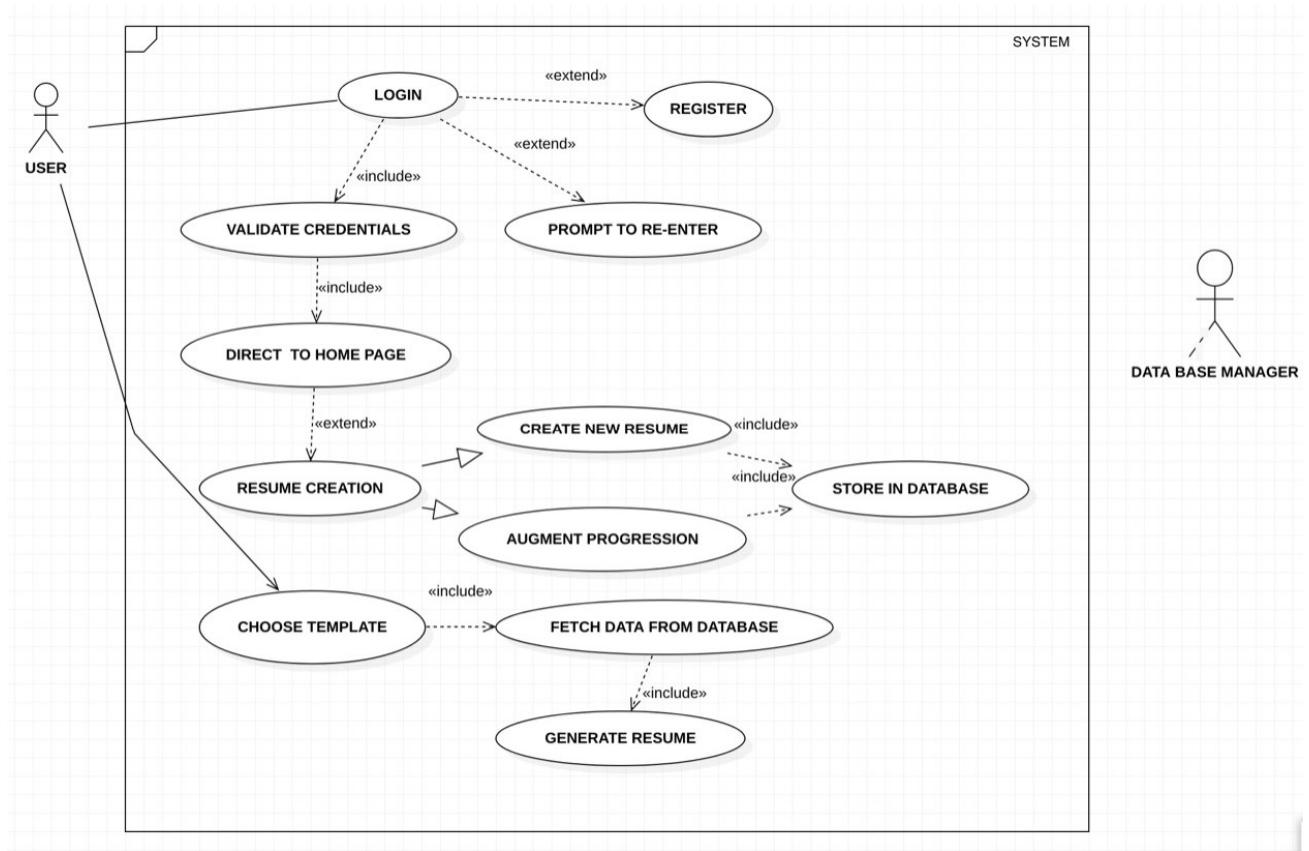 SYSTEM
«extend»
LOGIN
REGISTER
«extend»
USER
«include»
VALIDATE CREDENTIALS
PROMPT TO RE-ENTER
«include»
DIRECT  TO HOME PAGE
DATA BASE MANAGER
«extend»
CREATE NEW RESUME
«include»
«include»
RESUME CREATION
STORE IN DATABASE
AUGMENT PROGRESSION
«include»
CHOOSE TEMPLATE
FETCH DATA FROM DATABASE
«include»
GENERATE RESUME